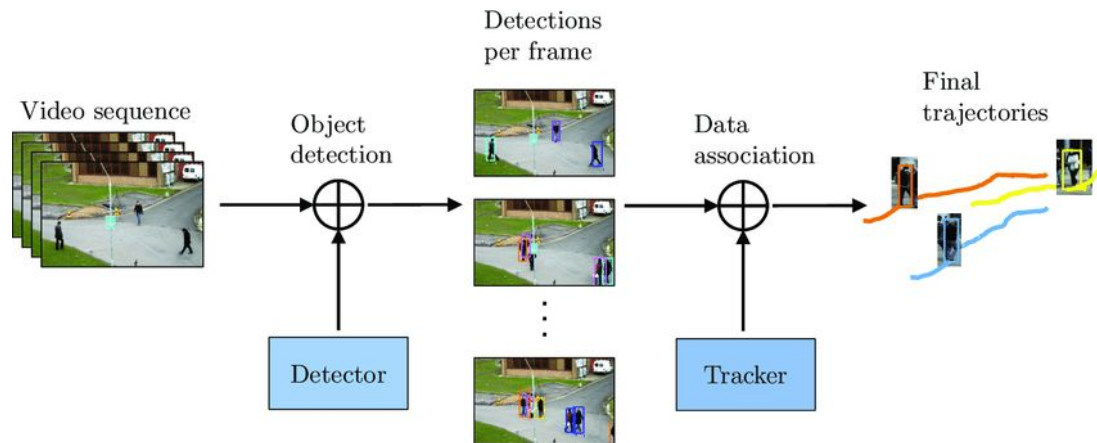 Video sequence
Object
detection
Detector
Detections
per frame
Data
association
Tracker
Final
trajectories